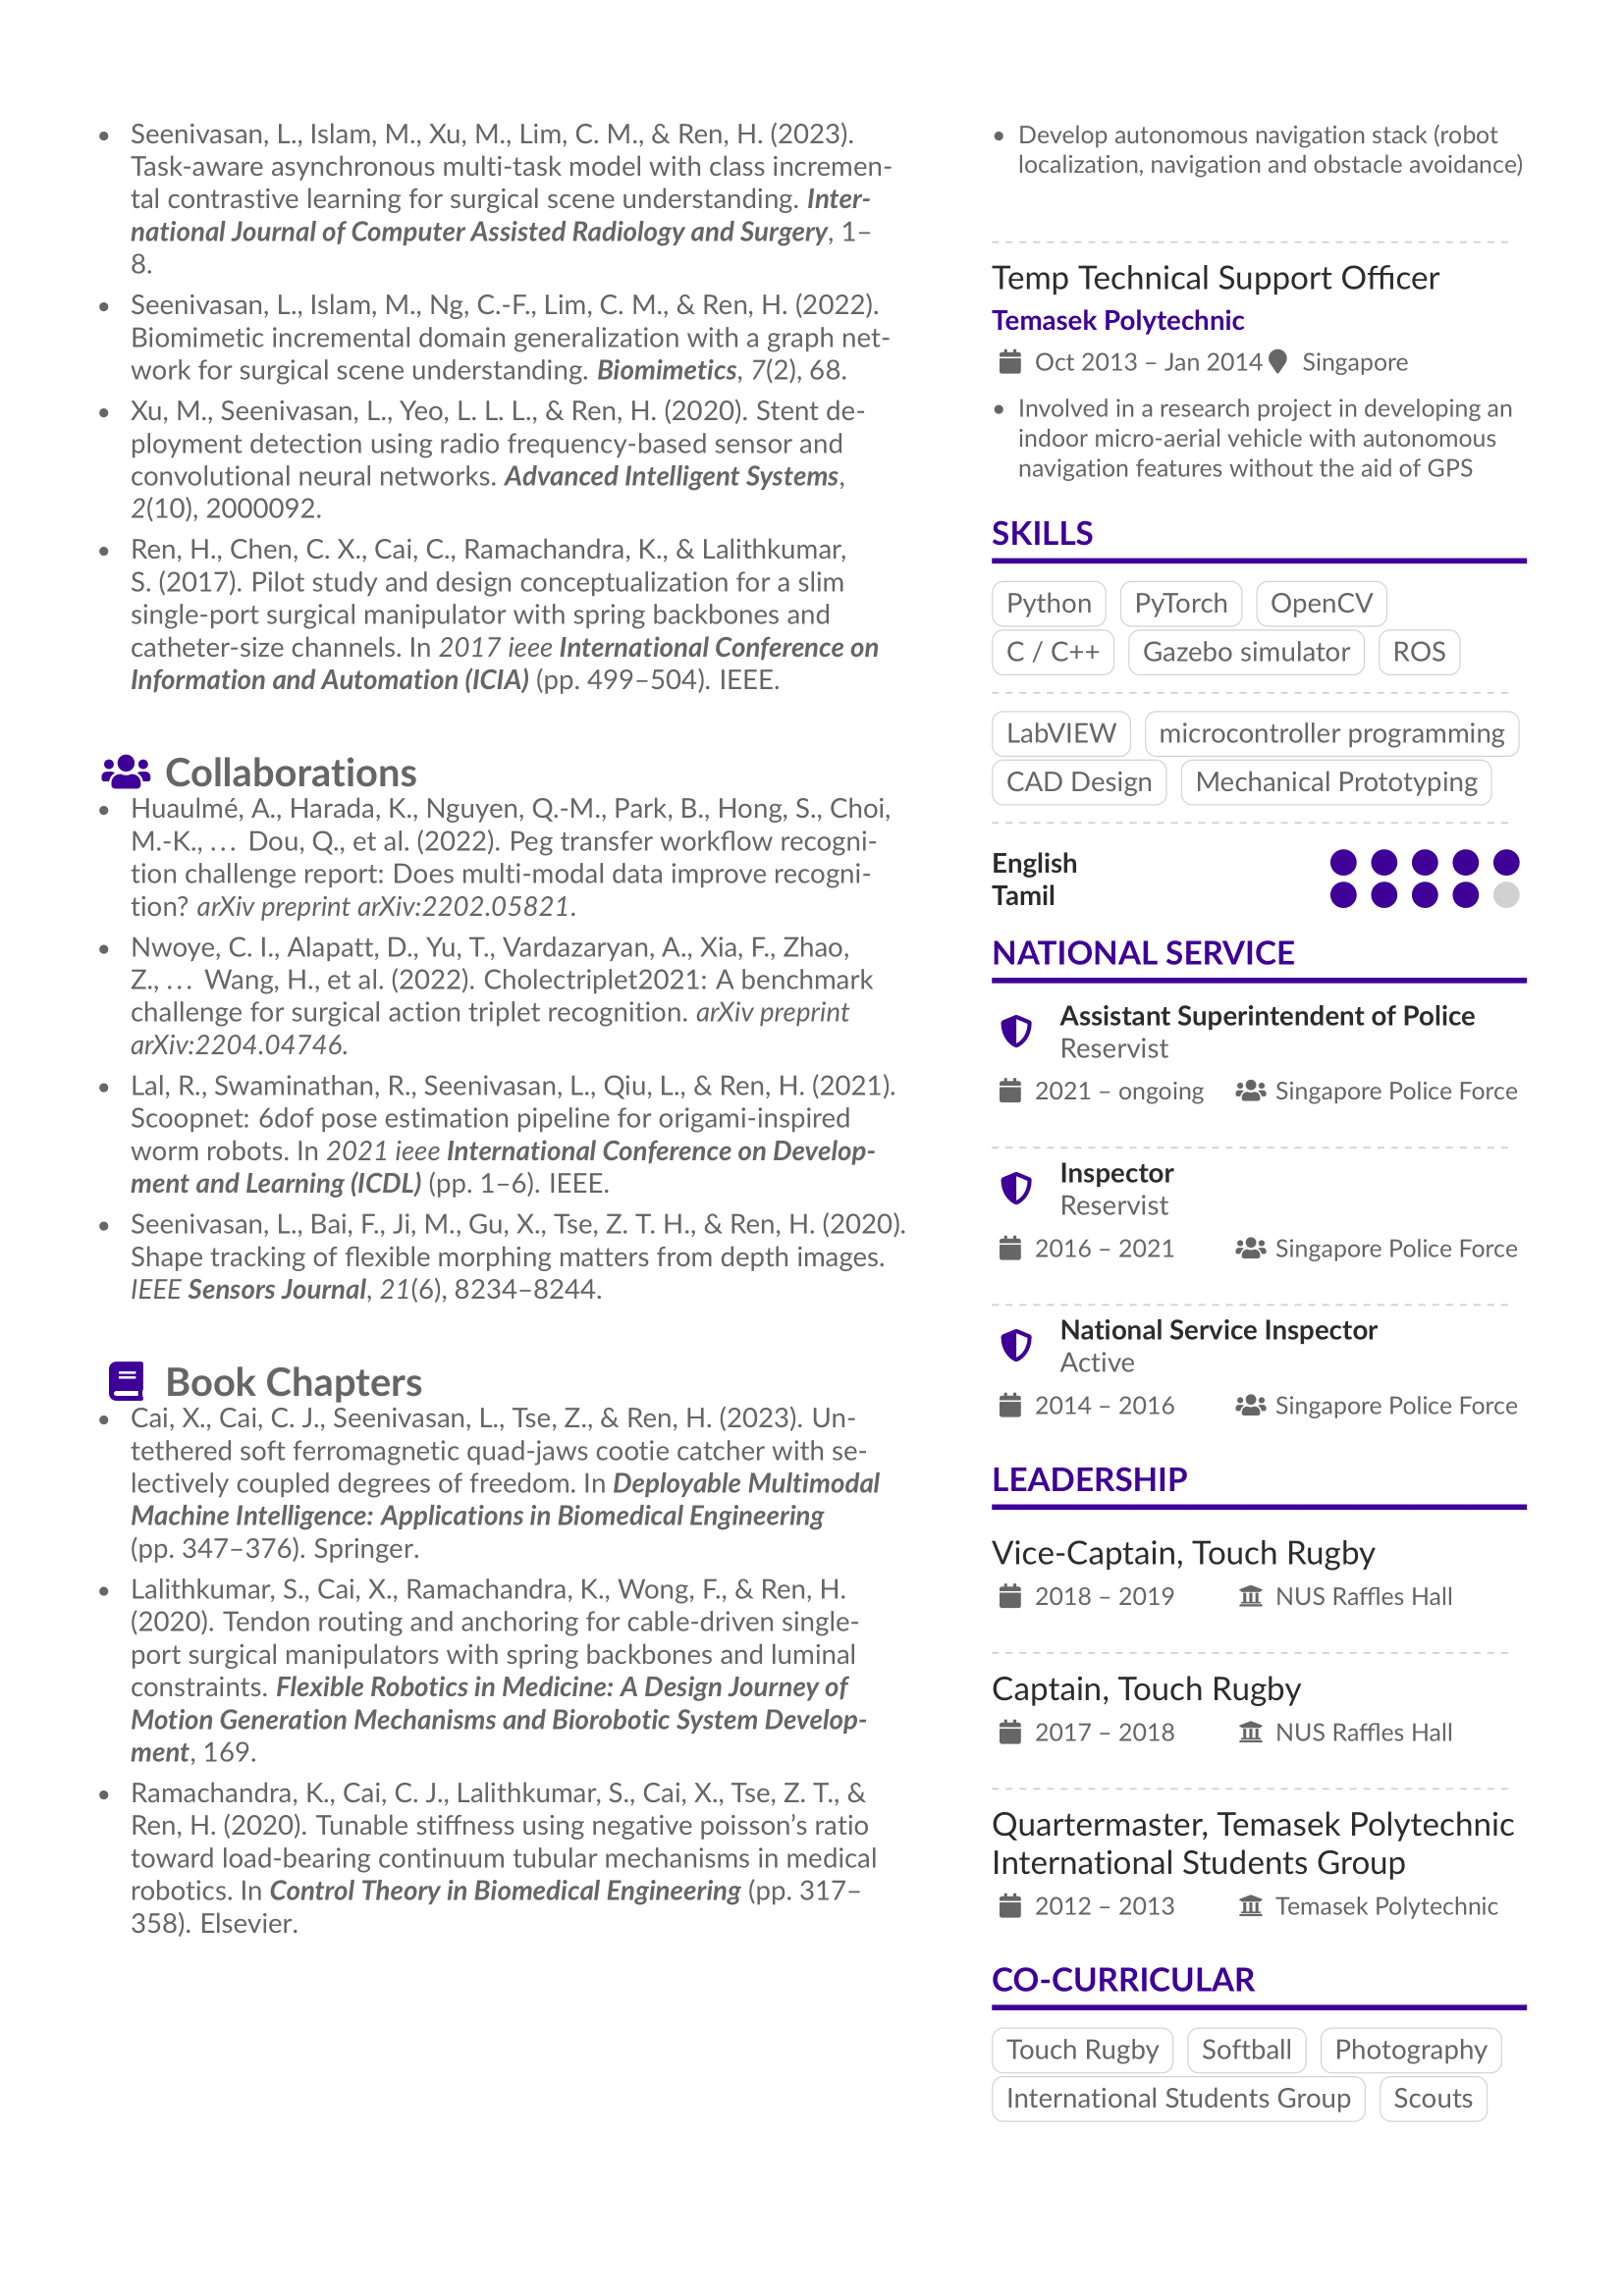 • Seenivasan, L., Islam, M., Xu, M., Lim, C. M., & Ren, H. (2023).
Task-aware asynchronous multi-task model with class incremen-
tal contrastive learning for surgical scene understanding. Inter-
national Journal of Computer Assisted Radiology and Surgery, 1–
8.
• Seenivasan, L., Islam, M., Ng, C.-F., Lim, C. M., & Ren, H. (2022).
Biomimetic incremental domain generalization with a graph net-
work for surgical scene understanding. Biomimetics, 7(2), 68.
• Xu, M., Seenivasan, L., Yeo, L. L. L., & Ren, H. (2020). Stent de-
ployment detection using radio frequency-based sensor and
convolutional neural networks. Advanced Intelligent Systems,
2(10), 2000092.
• Ren, H., Chen, C. X., Cai, C., Ramachandra, K., & Lalithkumar,
S. (2017). Pilot study and design conceptualization for a slim
single-port surgical manipulator with spring backbones and
catheter-size channels. In 2017 ieee International Conference on
Information and Automation (ICIA) (pp. 499–504). IEEE.
Collaborations
• Huaulmé, A., Harada, K., Nguyen, Q.-M., Park, B., Hong, S., Choi,
M.-K., … Dou, Q., et al. (2022). Peg transfer workflow recogni-
tion challenge report: Does multi-modal data improve recogni-
tion? arXiv preprint arXiv:2202.05821.
• Nwoye, C. I., Alapatt, D., Yu, T., Vardazaryan, A., Xia, F., Zhao,
Z., … Wang, H., et al. (2022). Cholectriplet2021: A benchmark
challenge for surgical action triplet recognition. arXiv preprint
arXiv:2204.04746.
• Lal, R., Swaminathan, R., Seenivasan, L., Qiu, L., & Ren, H. (2021).
Scoopnet: 6dof pose estimation pipeline for origami-inspired
worm robots. In 2021 ieee International Conference on Develop-
ment and Learning (ICDL) (pp. 1–6). IEEE.
• Seenivasan, L., Bai, F., Ji, M., Gu, X., Tse, Z. T. H., & Ren, H. (2020).
Shape tracking of flexible morphing matters from depth images.
IEEE Sensors Journal, 21(6), 8234–8244.
Book Chapters
• Cai, X., Cai, C. J., Seenivasan, L., Tse, Z., & Ren, H. (2023). Un-
tethered soft ferromagnetic quad-jaws cootie catcher with se-
lectively coupled degrees of freedom. In Deployable Multimodal
Machine Intelligence: Applications in Biomedical Engineering
(pp. 347–376). Springer.
• Lalithkumar, S., Cai, X., Ramachandra, K., Wong, F., & Ren, H.
(2020). Tendon routing and anchoring for cable-driven single-
port surgical manipulators with spring backbones and luminal
constraints. Flexible Robotics in Medicine: A Design Journey of
Motion Generation Mechanisms and Biorobotic System Develop-
ment, 169.
• Ramachandra, K., Cai, C. J., Lalithkumar, S., Cai, X., Tse, Z. T., &
Ren, H. (2020). Tunable stiffness using negative poisson's ratio
toward load-bearing continuum tubular mechanisms in medical
robotics. In Control Theory in Biomedical Engineering (pp. 317–
358). Elsevier.
• Develop autonomous navigation stack (robot
localization, navigation and obstacle avoidance)
Temp Technical Support Officer
Temasek Polytechnic
Oct 2013 – Jan 2014 Singapore
• Involved in a research project in developing an
indoor micro-aerial vehicle with autonomous
navigation features without the aid of GPS
SKILLS
Python PyTorch OpenCV
C / C++ Gazebo simulator ROS
LabVIEW microcontroller programming
CAD Design Mechanical Prototyping
English
Tamil
NATIONAL SERVICE
Assistant Superintendent of Police
Reservist
2021 – ongoing Singapore Police Force
Inspector
Reservist
2016 – 2021 Singapore Police Force
National Service Inspector
Active
2014 – 2016 Singapore Police Force
LEADERSHIP
Vice-Captain, Touch Rugby
2018 – 2019 NUS Raffles Hall
Captain, Touch Rugby
2017 – 2018 NUS Raffles Hall
Quartermaster, Temasek Polytechnic
International Students Group
2012 – 2013 Temasek Polytechnic
CO-CURRICULAR
Touch Rugby Softball Photography
International Students Group Scouts